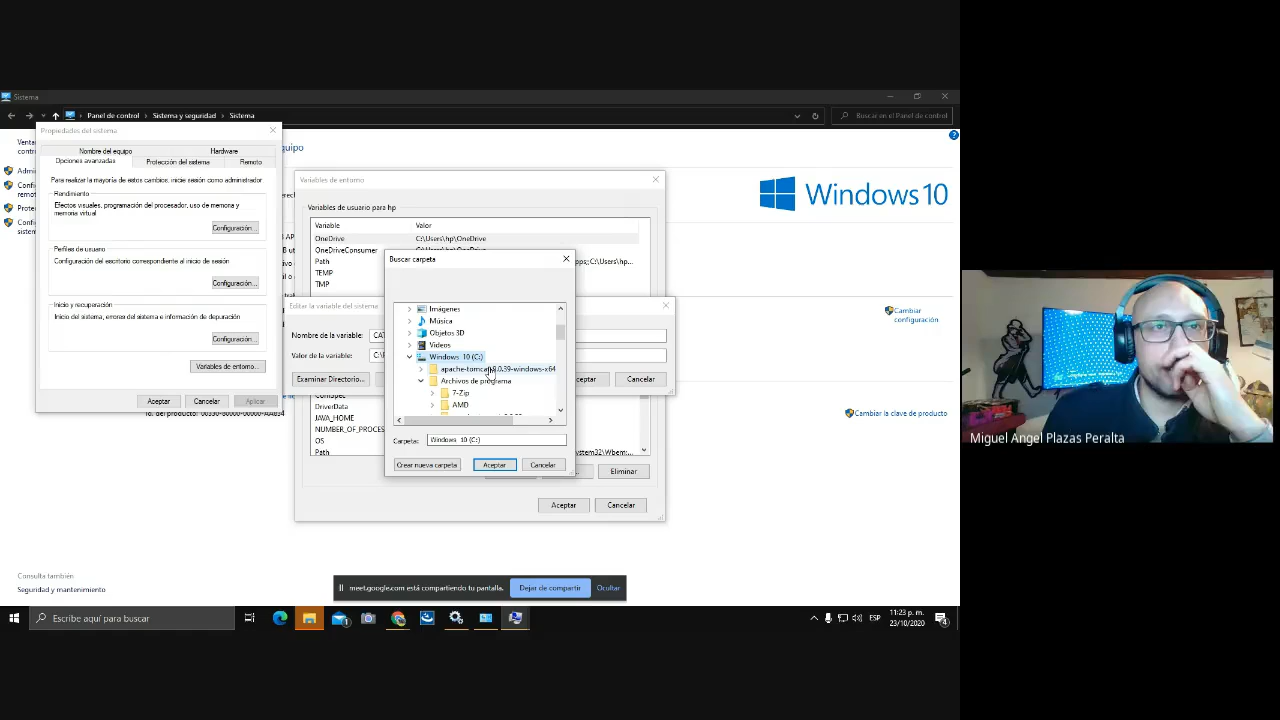 Sistema
Panel de control
Sistema y seguridad
Sistema
Buscar en el Panel de control
Propiedades del sistema
Nombre del equipo
Hardware
Opciones avanzadas
Protección del sistema
Remoto
Para realizar la mayoría de estos cambios, inicie sesión como administrador.
Rendimiento
Efectos visuales, programación del procesador, uso de memoria y
memoria virtual
Configuración...
Perfiles de usuario
Configuración del escritorio correspondiente al inicio de sesión
Configuración...
Inicio y recuperación
Inicio del sistema, errores del sistema e información de depuración
Configuración...
Variables de entorno...
Aceptar
Cancelar
Aplicar
Variables de entorno
Variables de usuario para hp
Variable
Valor
OneDrive
C:\Users\hp\OneDrive
OneDriveConsumer
Path
TEMP
TMP
Editar la variable del sistema
Nombre de la variable:
Valor de la variable:
Examinar Directorio...
Cancelar
DriverData
JAVA_HOME
NUMBER_OF_PROCES
OS
Path
Eliminar
Aceptar
Cancelar
Buscar carpeta
Imágenes
Música
Objetos 3D
Videos
Windows 10 (C:)
Archivos de programa
7-Zip
AMD
Carpeta:
Windows 10 (C:)
Crear nueva carpeta
Aceptar
Cancelar
Windows 10
Cambiar
configuración
Cambiar la clave de producto
Consulta también
Seguridad y mantenimiento
meet.google.com está compartiendo tu pantalla.
Dejar de compartir
Ocultar
Escribe aquí para buscar
ESP
11:23 p. m.
23/10/2020
Miguel Angel Plazas Peralta